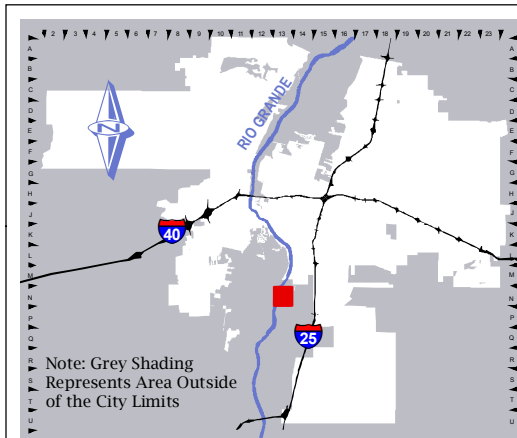 2 3 4 5 6 7 8 9 10 11 12 13 14 15 16 17 18 19 20 21 22 23
A
B
C
D
E
F
G
H
J
K
L
M
N
P
Q
R
S
T
U
A
B
C
D
E
F
G
H
J
K
L
M
N
P
Q
R
S
T
U
N
RIO GRANDE
40
25
Note: Grey Shading
Represents Area Outside
of the City Limits